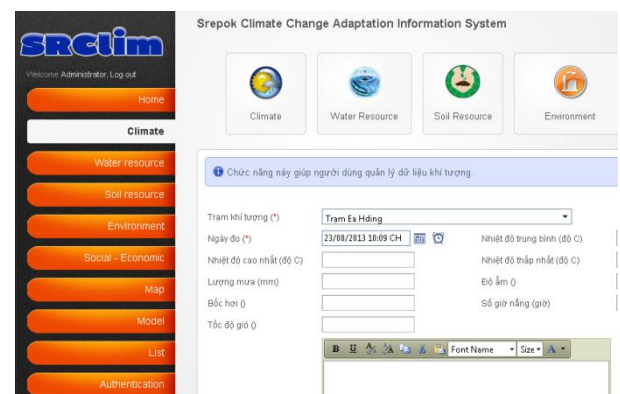 SRClim
Welcome Administrator, Log out
Home
Climate
Water resource
Soil resource
Environment
Social - Economic
Map
Model
List
Authentication
Srepok Climate Change Adaptation Information System
Climate
Water Resource
Soil Resource
Environment
Chức năng này giúp người dùng quản lý dữ liệu khí tượng.
Trạm khí tượng (*)
Trạm Ea Hding
Ngày đo (*)
23/08/2013 10:09 CH
Nhiệt độ trung bình (độ C)
Nhiệt độ cao nhất (độ C)
Nhiệt độ thấp nhất (độ C)
Lượng mưa (mm)
Độ ẩm ()
Bốc hơi ()
Số giờ nắng (giờ)
Tốc độ gió ()
B U Font Name Size A